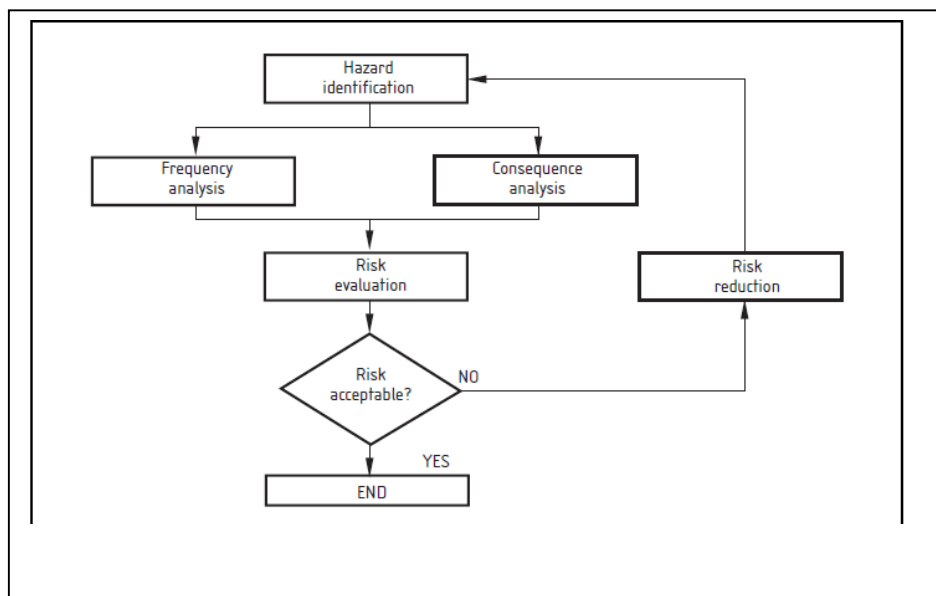 Hazard
identification
Frequency
analysis
Consequence
analysis
Risk
evaluation
Risk
reduction
Risk
acceptable?
NO
YES
END